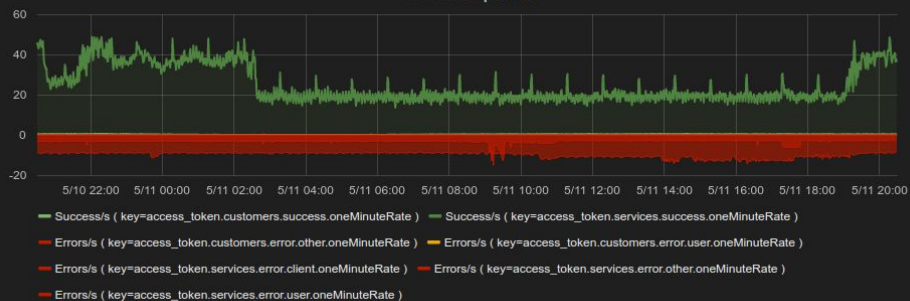 60
40
20
0
-20
5/10 22:00 5/11 00:00 5/11 02:00 5/11 04:00 5/11 06:00 5/11 08:00 5/11 10:00 5/11 12:00 5/11 14:00 5/11 16:00 5/11 18:00 5/11 20:00
Success/s ( key=access_token.customers.success.oneMinuteRate ) Success/s ( key=access_token.services.success.oneMinuteRate )
Errors/s ( key=access_token.customers.error.other.oneMinuteRate ) Errors/s ( key=access_token.customers.error.user.oneMinuteRate )
Errors/s ( key=access_token.services.error.client.oneMinuteRate ) Errors/s ( key=access_token.services.error.other.oneMinuteRate )
Errors/s ( key=access_token.services.error.user.oneMinuteRate )